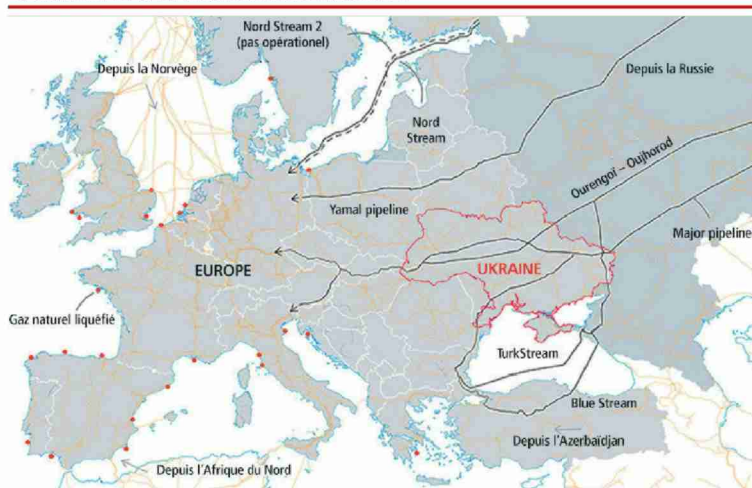 Nord Stream 2
(pas opérationel)
Depuis la Norvège
Depuis la Russie
Nord
Stream
Ourengoi – Oujhorod
Yamal pipeline
Major pipeline
EUROPE
UKRAINE
Gaz naturel liquéfié
TurkStream
Blue Stream
Depuis l'Azerbaïdjan
Depuis l'Afrique du Nord